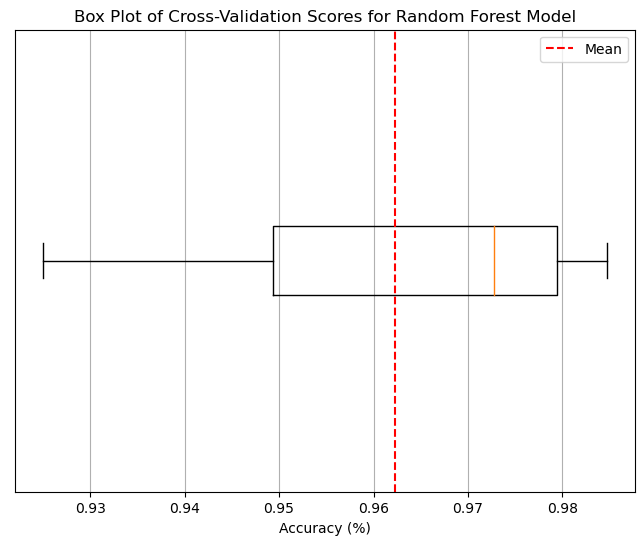 Box Plot of Cross-Validation Scores for Random Forest Model
Mean
0.93 0.94 0.95 0.96 0.97 0.98
Accuracy (%)